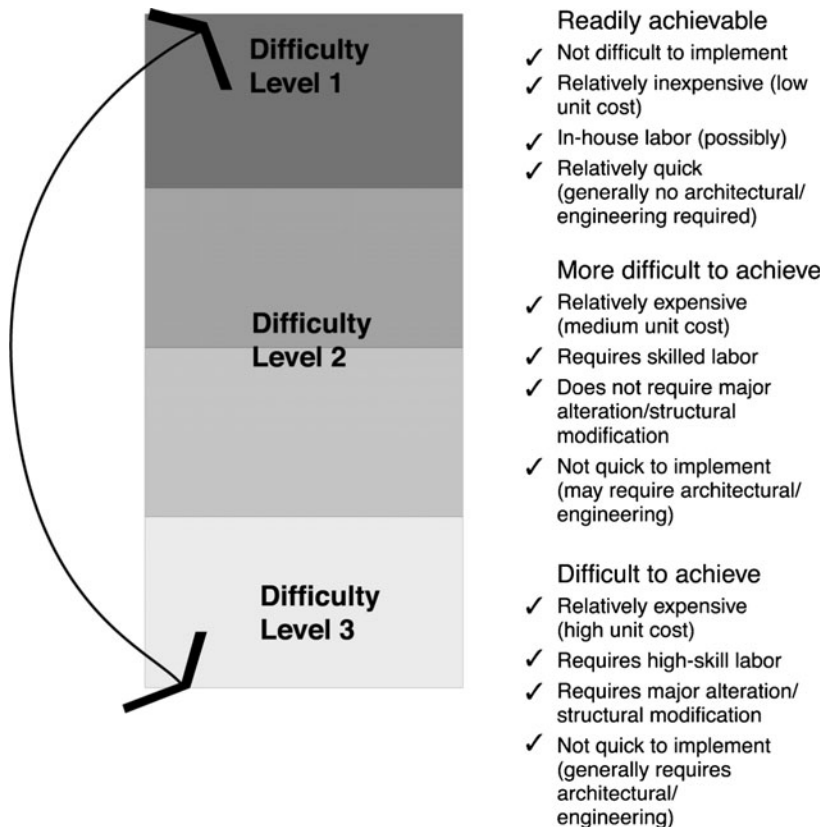 Difficulty
Level 1
Readily achievable
✓ Not difficult to implement
✓ Relatively inexpensive (low
unit cost)
✓ In-house labor (possibly)
✓ Relatively quick
(generally no architectural/
engineering required)
Difficulty
Level 2
More difficult to achieve
✓ Relatively expensive
(medium unit cost)
✓ Requires skilled labor
✓ Does not require major
alteration/structural
modification
✓ Not quick to implement
(may require architectural/
engineering)
Difficulty
Level 3
Difficult to achieve
✓ Relatively expensive
(high unit cost)
✓ Requires high-skill labor
✓ Requires major alteration/
structural modification
✓ Not quick to implement
(generally requires
architectural/
engineering)